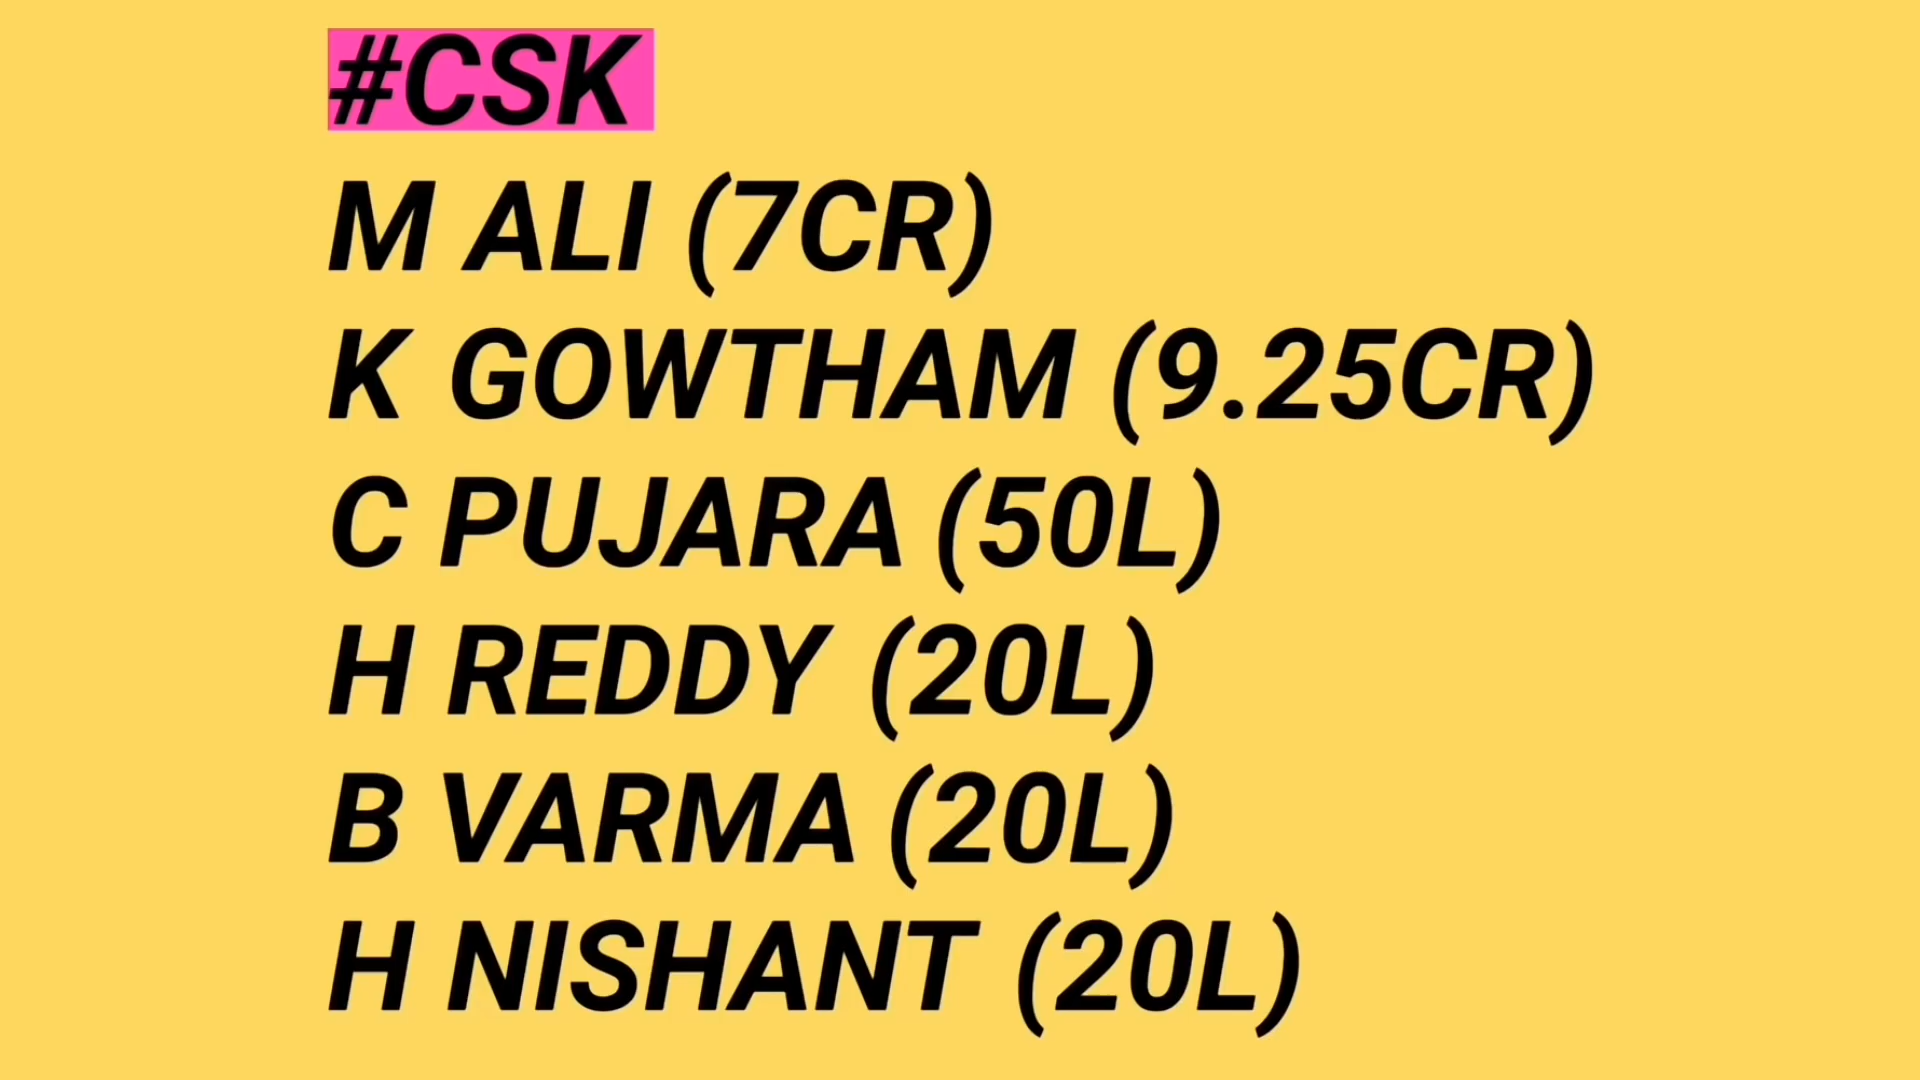 #CSK
M ALI (7CR)
K GOWTHAM (9.25CR)
C PUJARA (50L)
H REDDY (20L)
B VARMA (20L)
H NISHANT (20L)